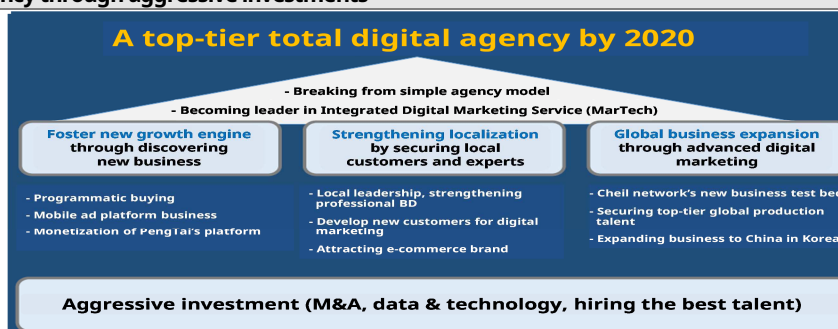 through aggressive investments
A top-tier total digital agency by 2020
- Breaking from simple agency model
- Becoming leader in Integrated Digital Marketing Service (MarTech)
Foster new growth engine
through discovering
new business
- Programmatic buying
- Mobile ad platform business
- Monetization of PengTai's platform
Strengthening localization
by securing local
customers and experts
- Local leadership, strengthening
professional BD
- Develop new customers for digital
marketing
- Attracting e-commerce brand
Global business expansion
through advanced digital
marketing
- Cheil network's new business test
- Securing top-tier global production
talent
- Expanding business to China in Korea
Aggressive investment (M&A, data & technology, hiring the best talent)